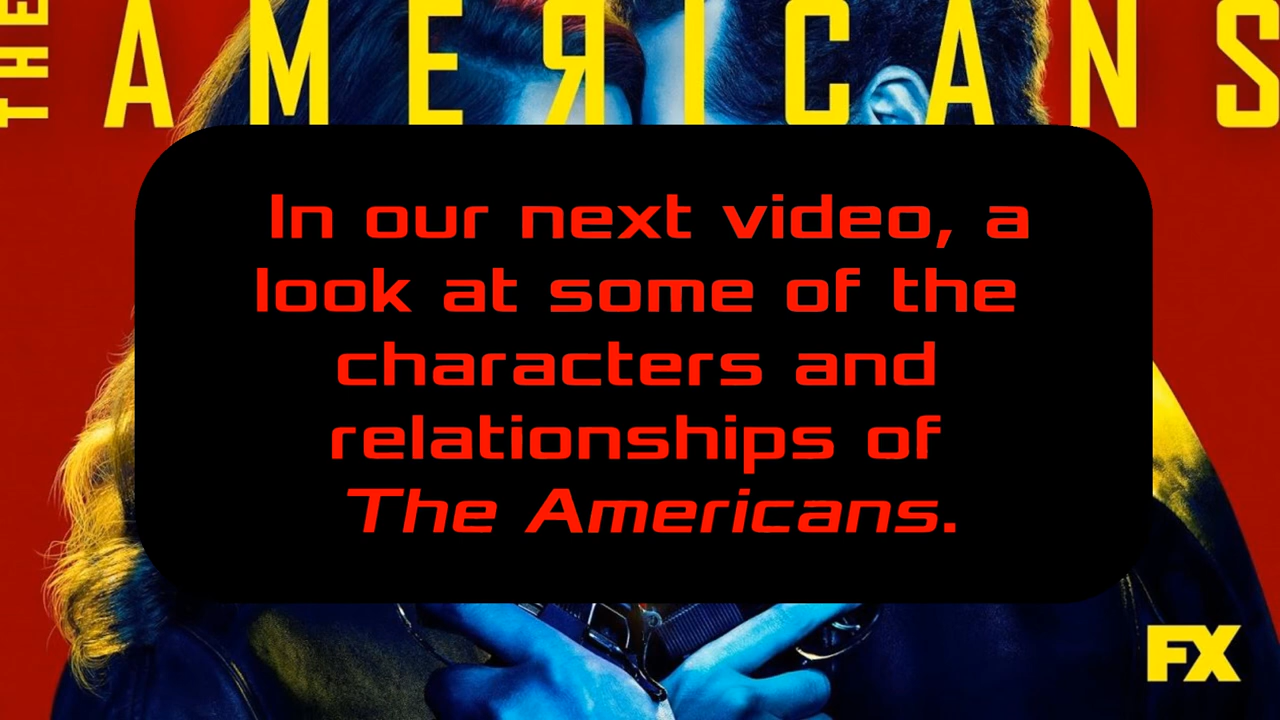 THE
AMEЯICANS
In our next video, a
look at some of the
characters and
relationships of
The Americans.
FX